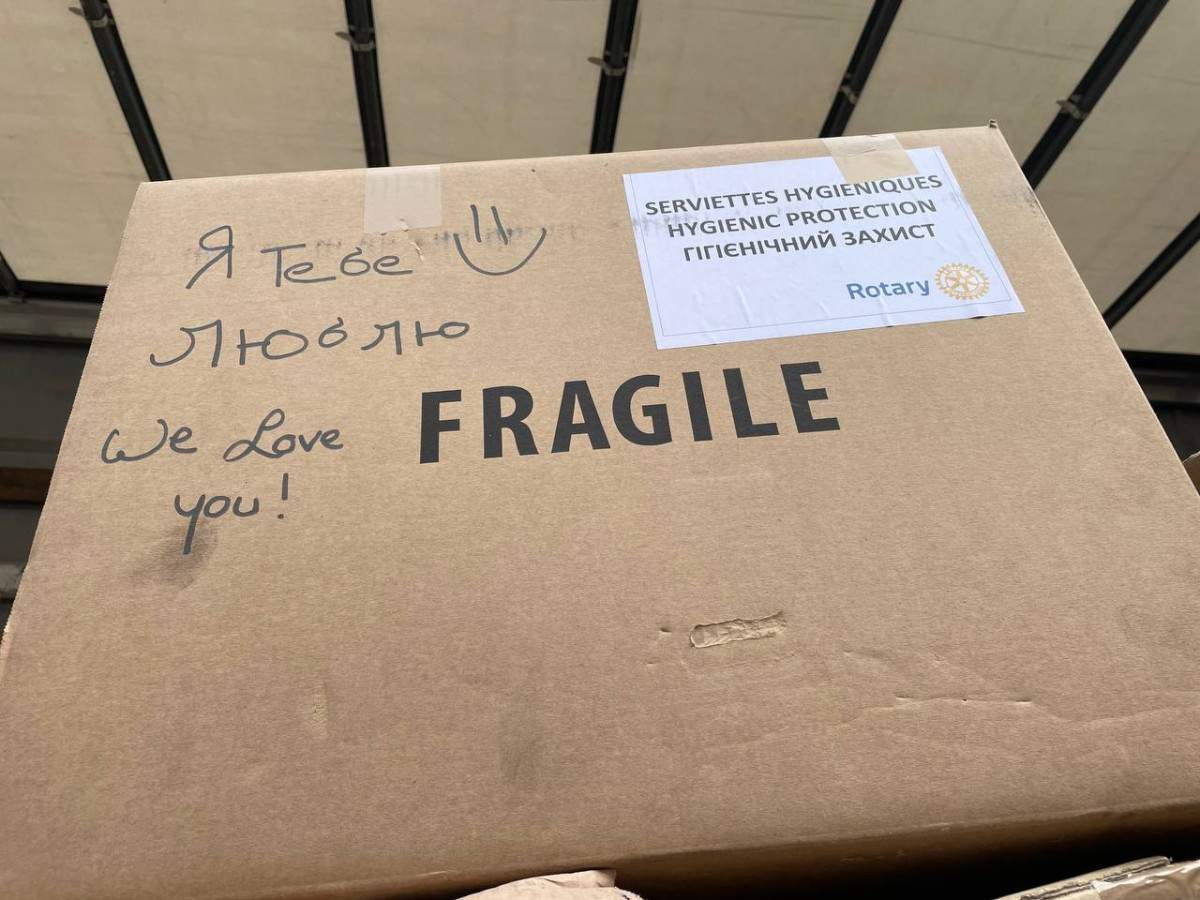 Я Тебе
Люблю
We Love
you!
SERVIETTES HYGIENIQUES
HYGIENIC PROTECTION
ГІГІЄНІЧНИЙ ЗАХИСТ
Rotary
FRAGILE